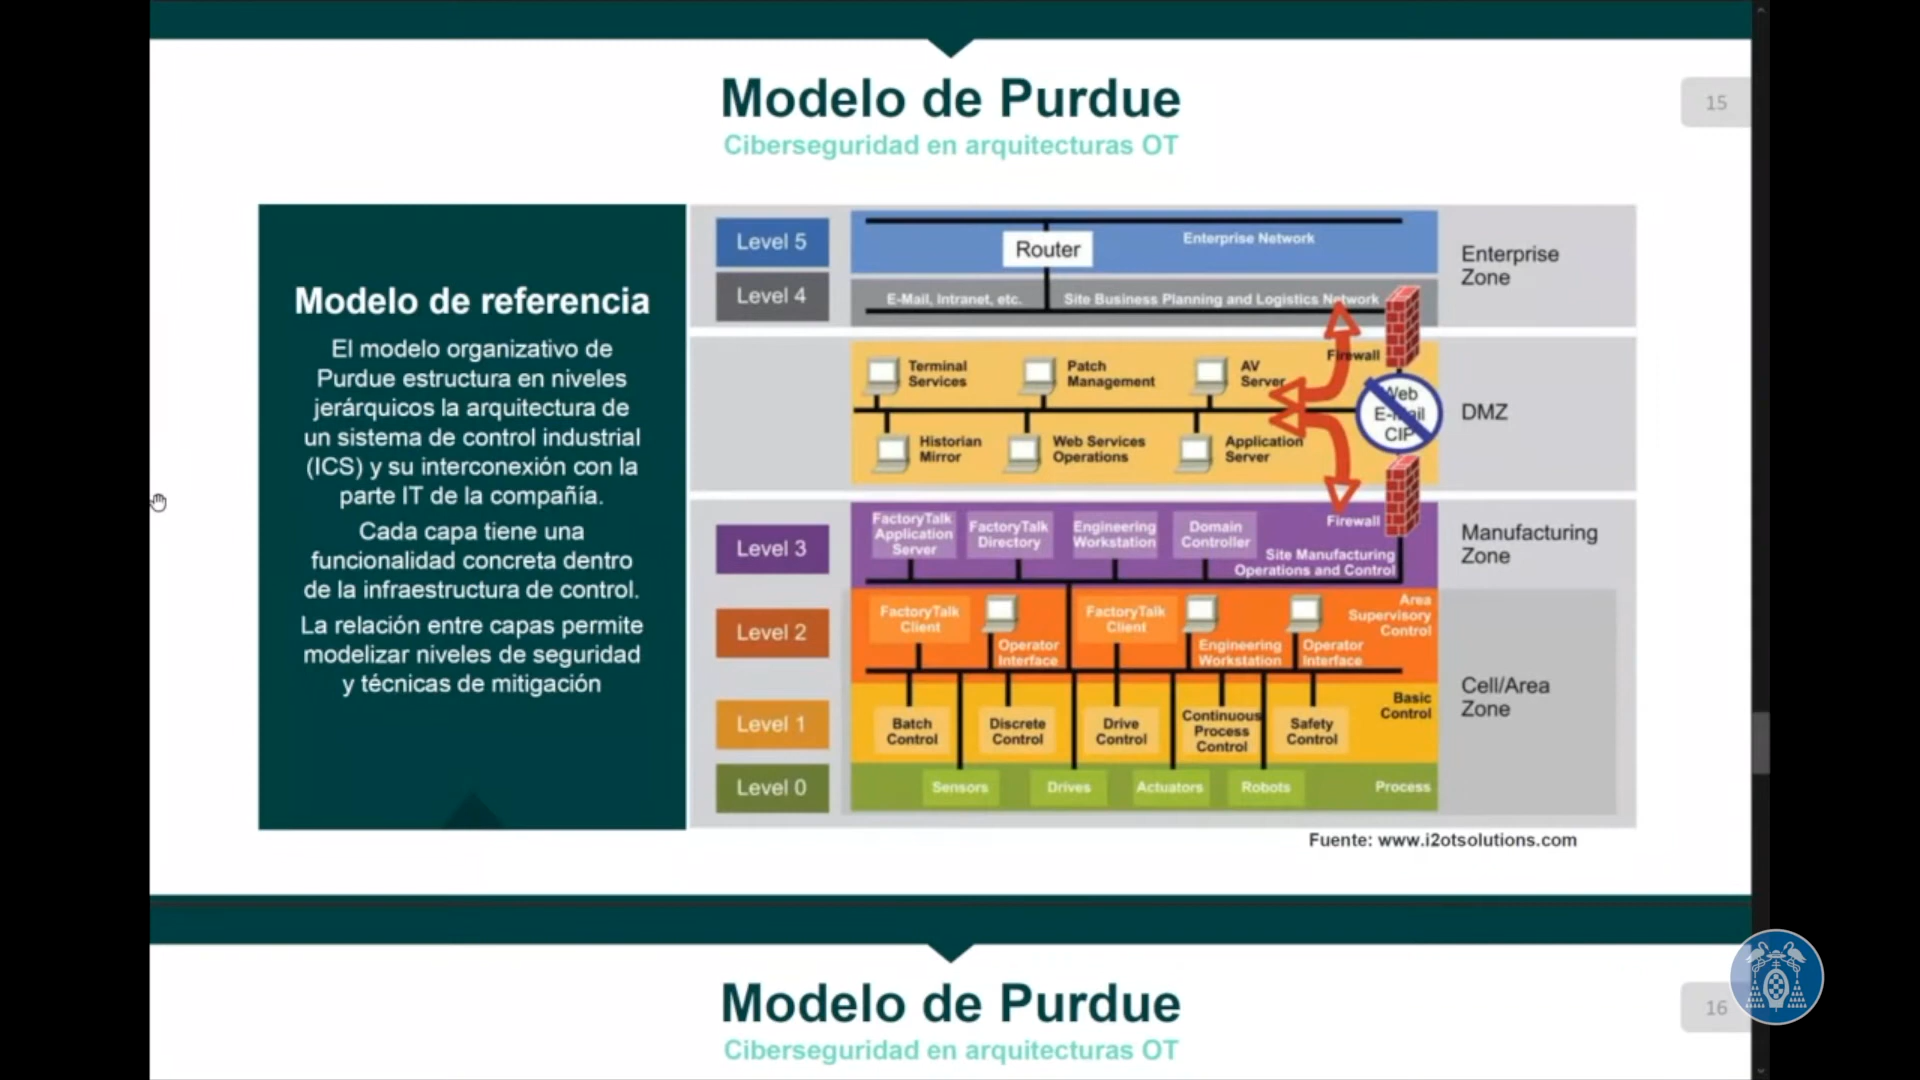 Modelo de Purdue
Ciberseguridad en arquitecturas OT
15
Modelo de referencia
El modelo organizativo de
Purdue estructura en niveles
jerárquicos la arquitectura de
un sistema de control industrial
(ICS) y su interconexión con la
parte IT de la compañía.
Cada capa tiene una
funcionalidad concreta dentro
de la infraestructura de control.
La relación entre capas permite
modelizar niveles de seguridad
y técnicas de mitigación
Level 5
Router
Enterprise Network
Enterprise
Zone
Level 4
E-Mail, Intranet, etc.
Site Business Planning and Logistics Network
Terminal
Services
Patch
Management
AV
Server
Firewall
Web
E-Mail
CIP
DMZ
Historian
Mirror
Web Services
Operations
Application
Server
Level 3
FactoryTalk
Application
Server
FactoryTalk
Directory
Engineering
Workstation
Domain
Controller
Firewall
Site Manufacturing
Operations and Control
Manufacturing
Zone
Level 2
FactoryTalk
Client
Operator
Interface
FactoryTalk
Client
Engineering
Workstation
Operator
Interface
Area
Supervisory
Control
Level 1
Batch
Control
Discrete
Control
Drive
Control
Continuous
Process
Control
Safety
Control
Basic
Control
Cell/Area
Zone
Level 0
Sensors
Drives
Actuators
Robots
Process
Fuente: www.i2otsolutions.com
Modelo de Purdue
Ciberseguridad en arquitecturas OT
16